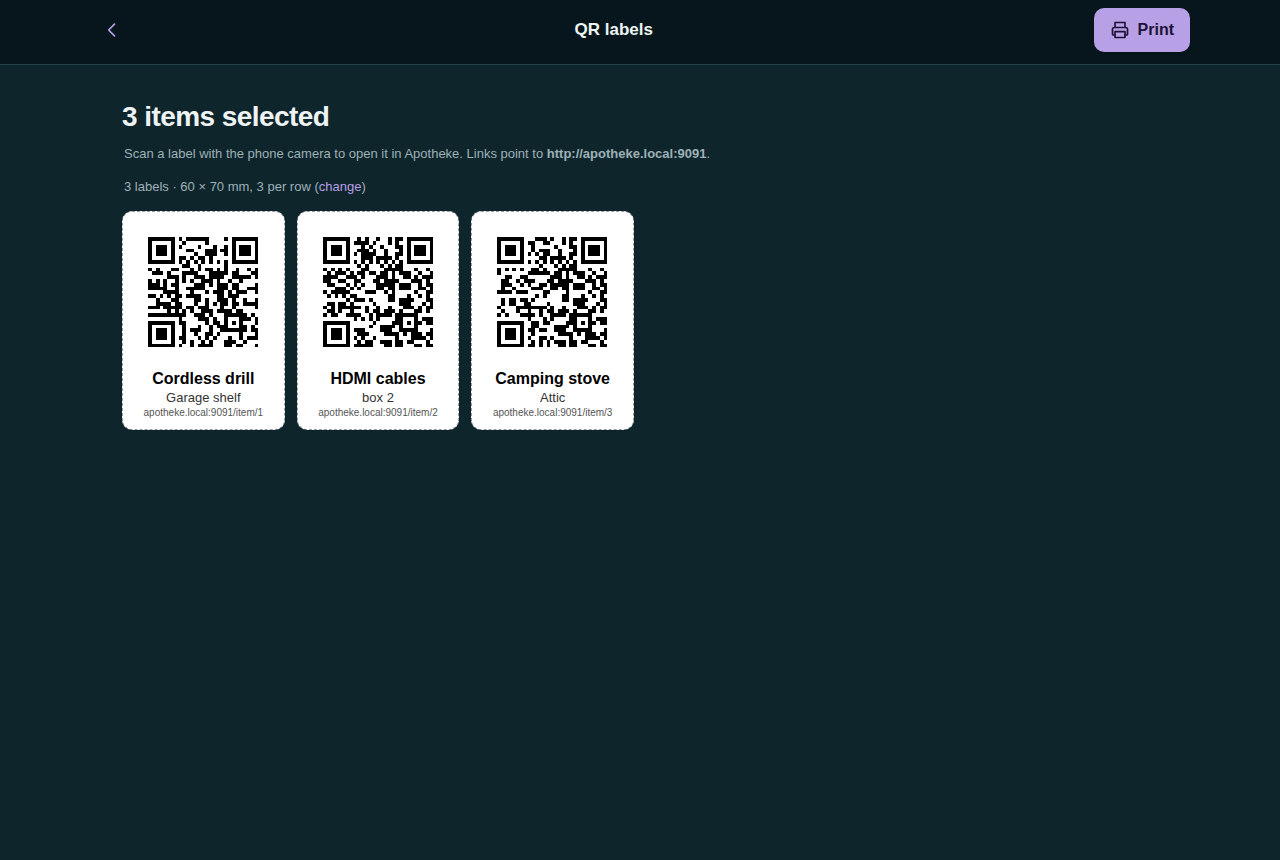 QR labels
Print
3 items selected
Scan a label with the phone camera to open it in Apotheke. Links point to http://apotheke.local:9091.
3 labels · 60 × 70 mm, 3 per row (change)
Cordless drill
Garage shelf
apotheke.local:9091/item/1
HDMI cables
box 2
apotheke.local:9091/item/2
Camping stove
Attic
apotheke.local:9091/item/3